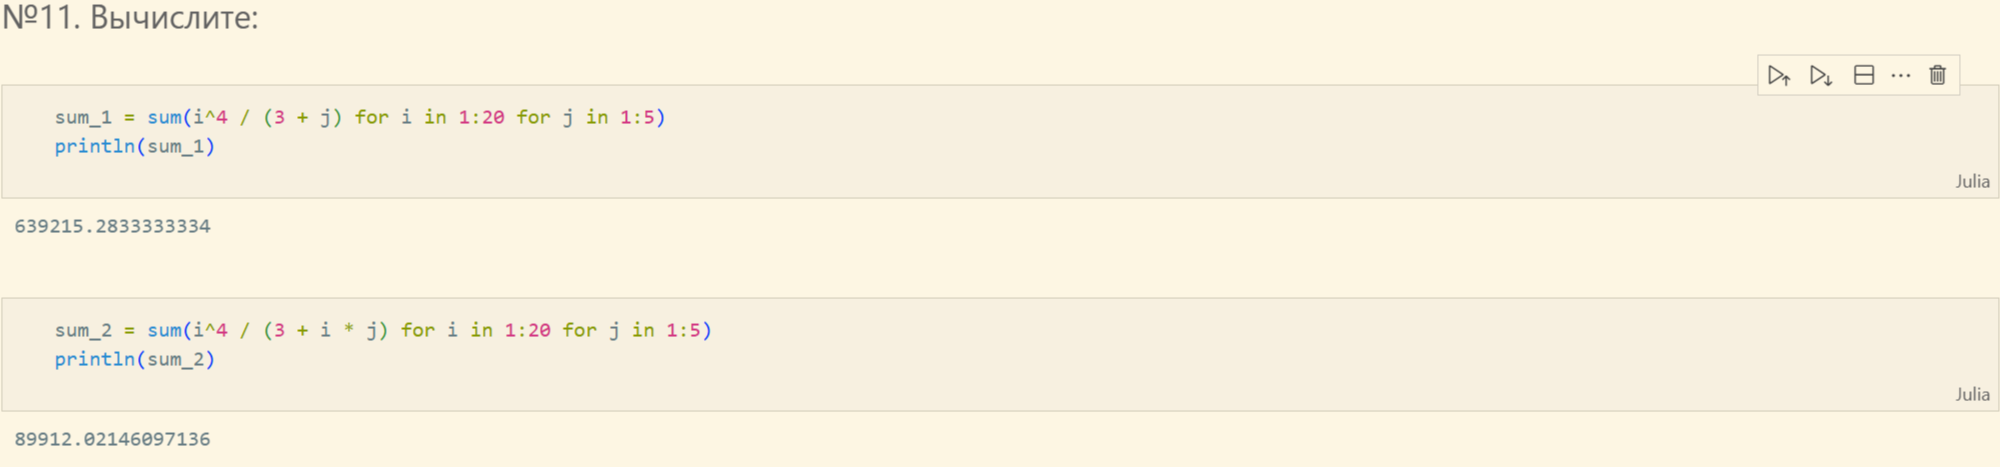 №11. Вычислите:
sum_1 = sum(i^4 / (3 + j) for i in 1:20 for j in 1:5)
println(sum_1)
Julia
639215.2833333334
sum_2 = sum(i^4 / (3 + i * j) for i in 1:20 for j in 1:5)
println(sum_2)
Julia
89912.02146097136